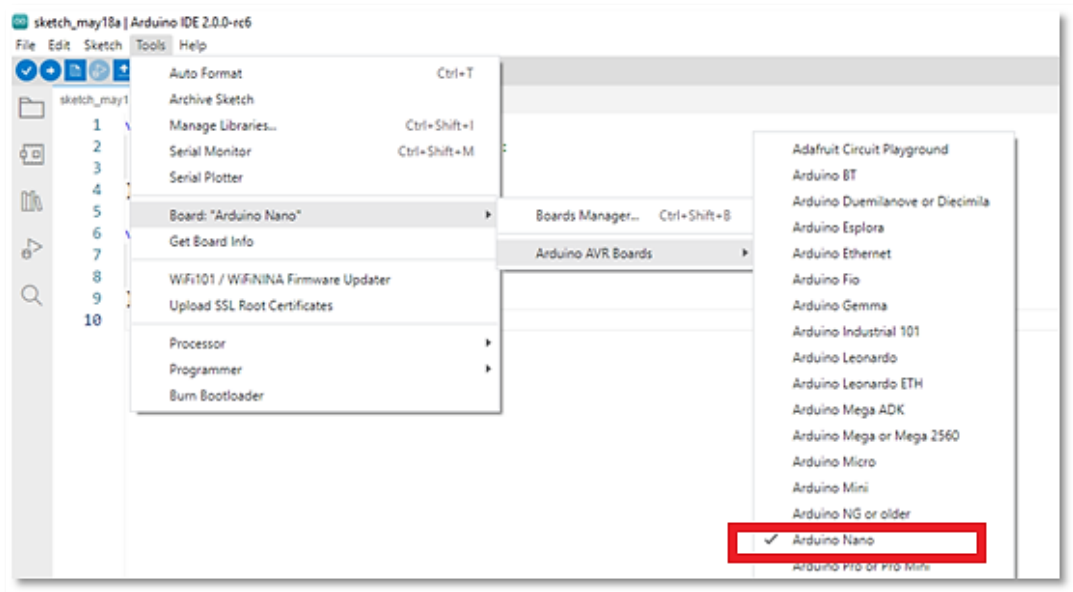 sketch_may18a | Arduino IDE 2.0.0-rc6
File Edit Sketch Tools Help
sketch_may1
Auto Format Ctrl+T
Archive Sketch
Manage Libraries... Ctrl+Shift+I
Serial Monitor Ctrl+Shift+M
Serial Plotter
Board: "Arduino Nano"
Get Board Info
WiFi101 / WiFiNINA Firmware Updater
Upload SSL Root Certificates
Processor
Programmer
Burn Bootloader
1
2
3
4
5
6
7
8
9
10
Boards Manager... Ctrl+Shift+B
Arduino AVR Boards
Adafruit Circuit Playground
Arduino BT
Arduino Duemilanove or Diecimila
Arduino Esplora
Arduino Ethernet
Arduino Fio
Arduino Gemma
Arduino Industrial 101
Arduino Leonardo
Arduino Leonardo ETH
Arduino Mega ADK
Arduino Mega or Mega 2560
Arduino Micro
Arduino Mini
Arduino NG or older
Arduino Nano
Arduino Pro or Pro Mini